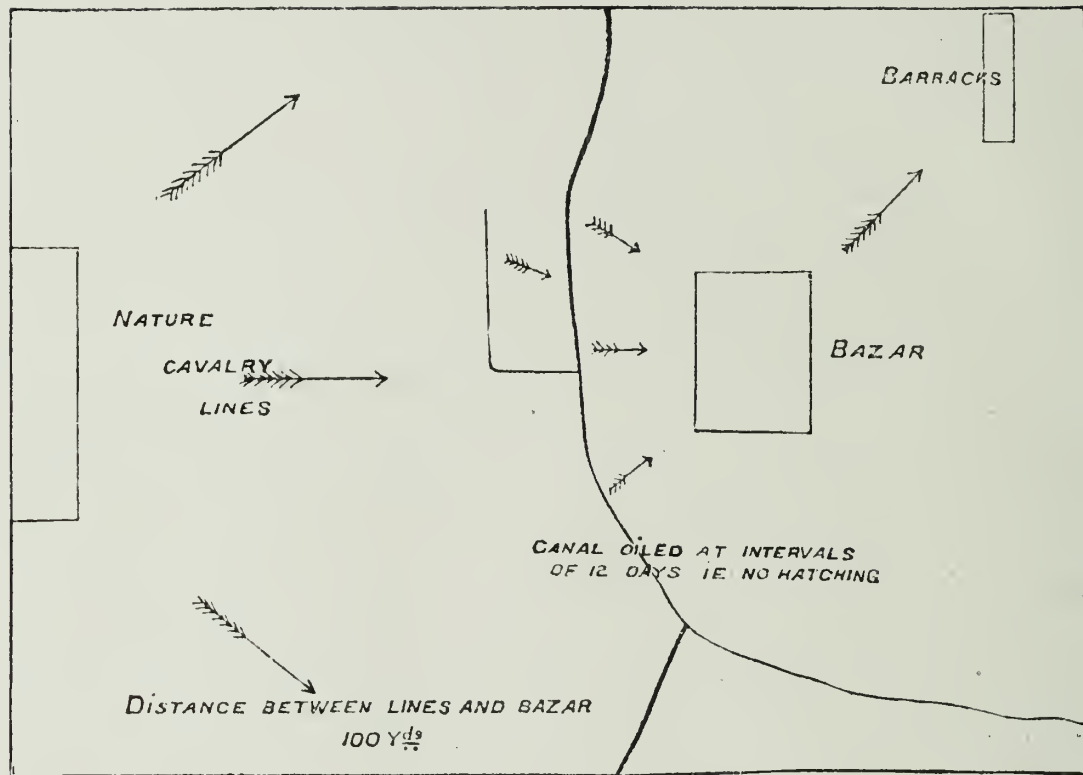 BARRACKS
NATURE
CAVALRY
LINES
BAZAR
CANAL OILED AT INTERVALS
OF 12 DAYS IE NO HATCHING
DISTANCE BETWEEN LINES AND BAZAR
100 Yds